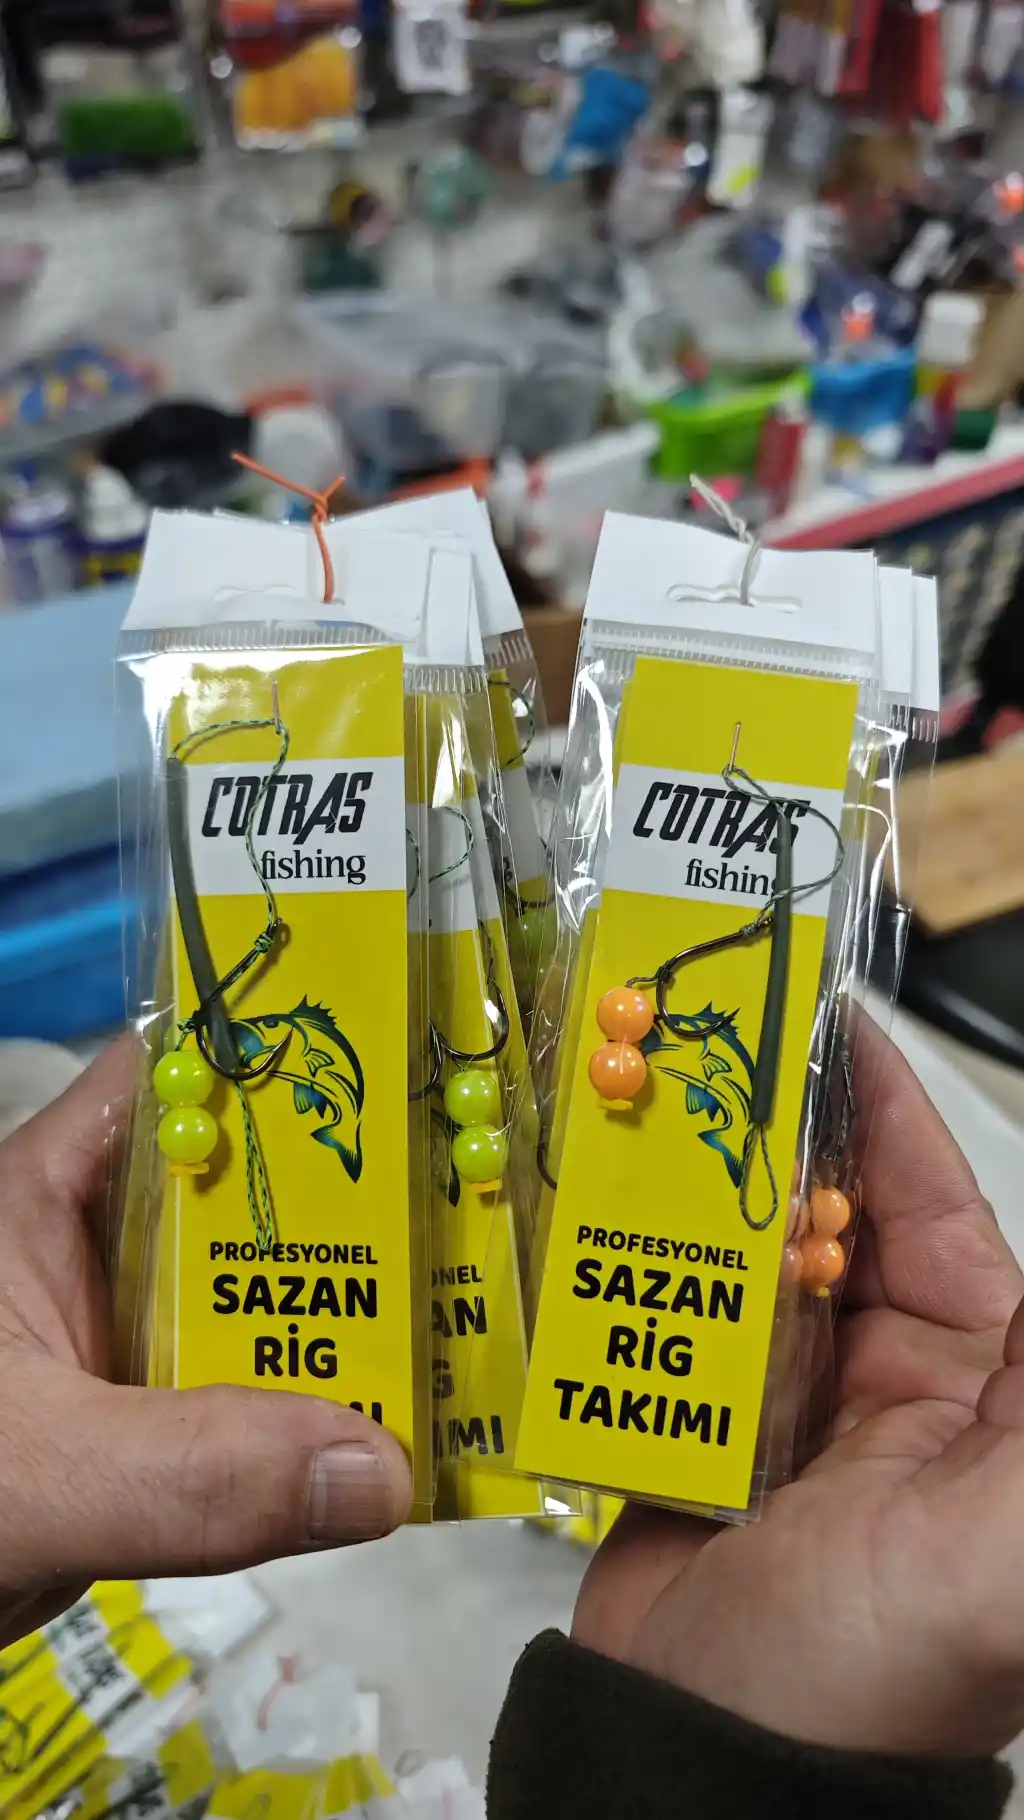 COTRAS
fishing
PROFESYONEL
SAZAN
RİG
COTRAS
fishing
PROFESYONEL
SAZAN
RİG
TAKIMI